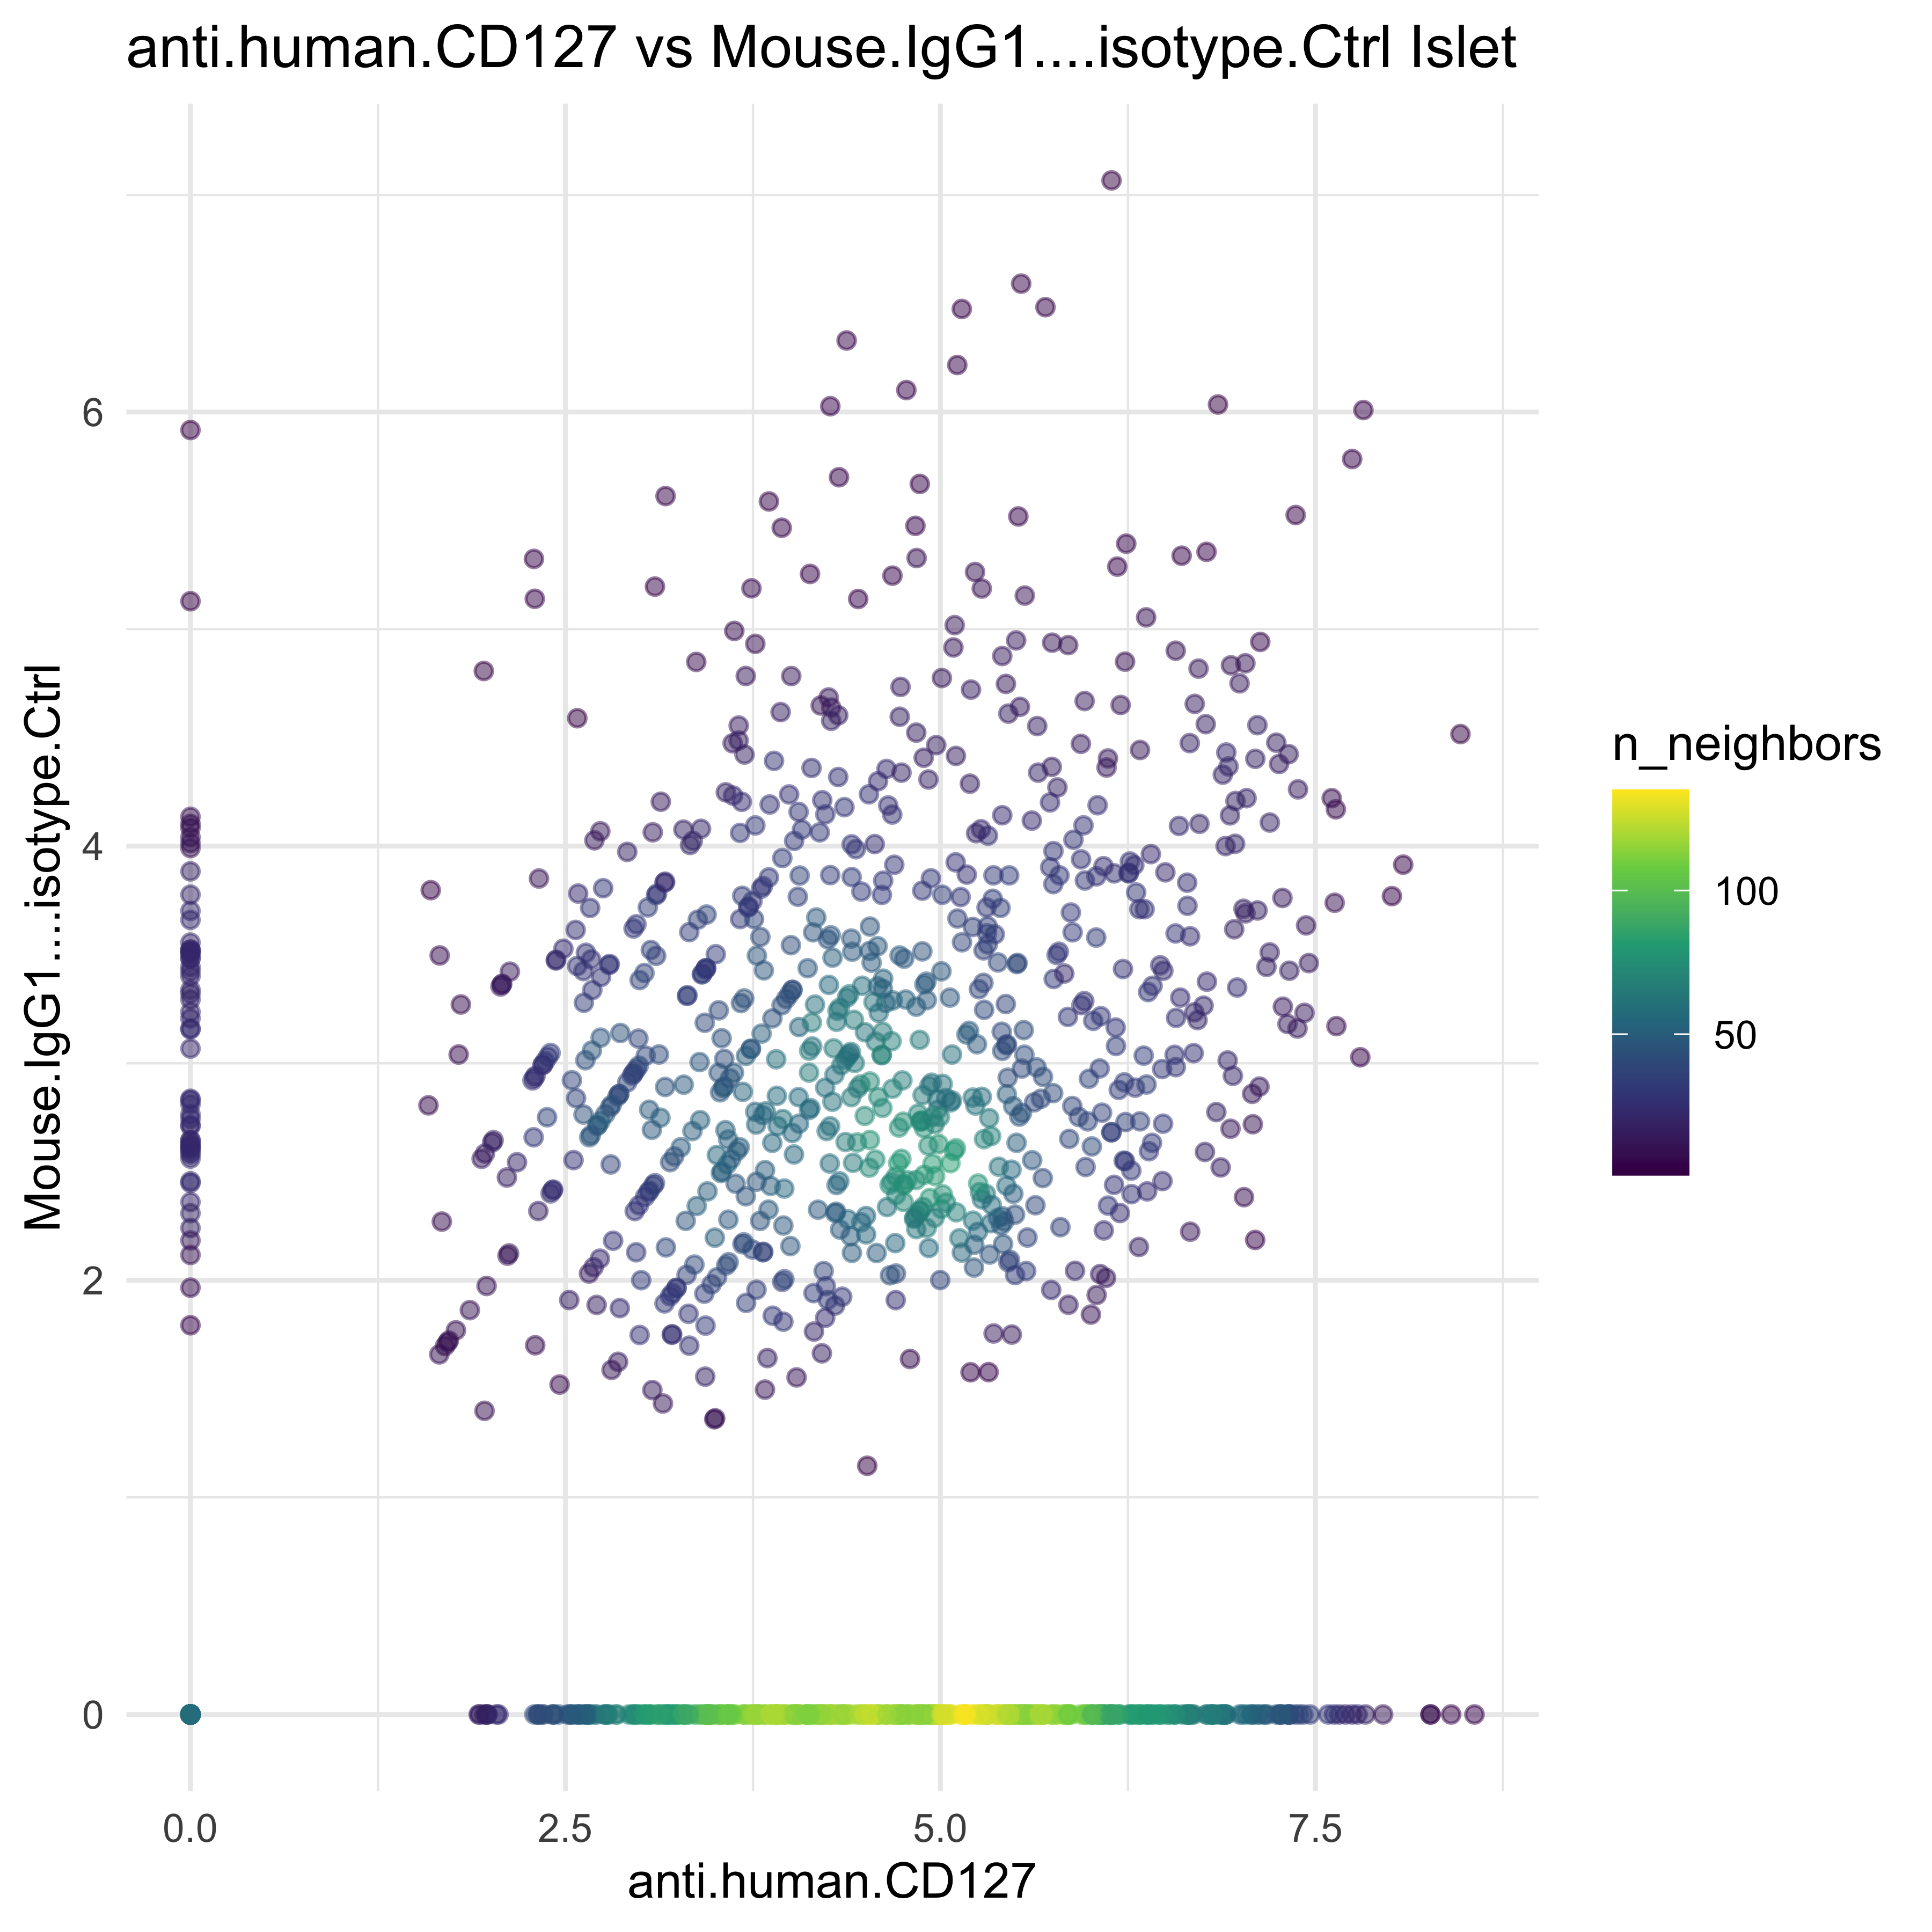 anti.human.CD127 vs Mouse.IgG1....isotype.Ctrl Islet
Mouse.IgG1....isotype.Ctrl
6
4
2
0
0.0 2.5 5.0 7.5
anti.human.CD127
n_neighbors
100
50